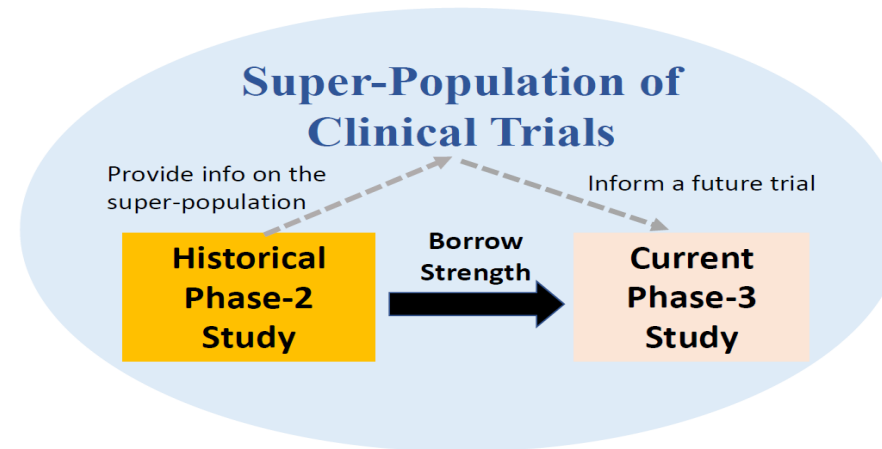 Super-Population of
Clinical Trials
Provide info on the
super-population
Inform a future trial
Borrow
Strength
Historical
Phase-2
Study
Current
Phase-3
Study